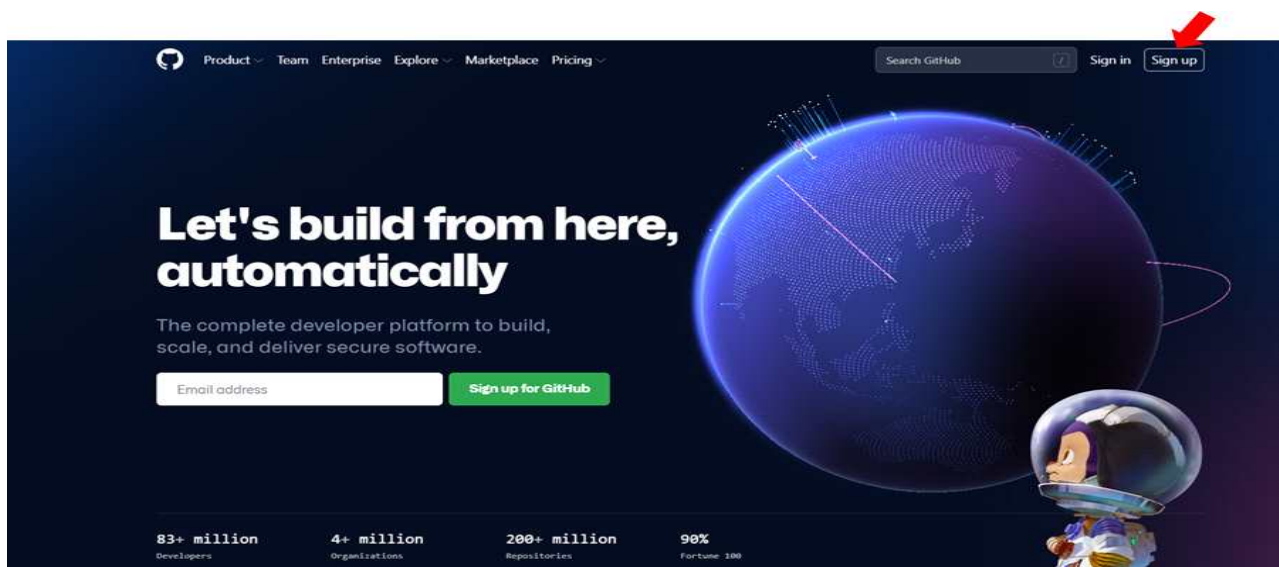 Product Team Enterprise Explore Marketplace Pricing Search GitHub / Sign in Sign up
Let's build from here,
automatically
The complete developer platform to build,
scale, and deliver secure software.
Email address Sign up for GitHub
83+ million 4+ million 200+ million 90%
Developers Organizations Repositories Fortune 100